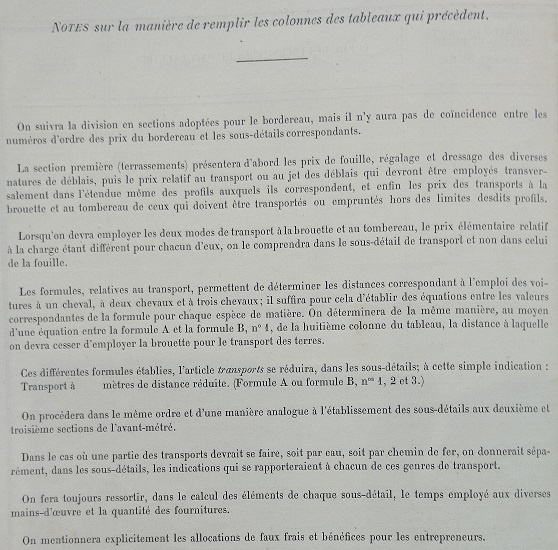 NOTES sur la manière de remplir les colonnes des tableaux qui précèdent.
On suivra la division en sections adoptées pour le bordereau, mais il n'y aura pas de coïncidence entre les
numéros d'ordre des prix du bordereau et les sous-détails correspondants.
La section première (terrassements) présentera d'abord les prix de fouille, régalage et dressage des diverses
natures de déblais, puis le prix relatif au transport ou au jet des déblais qui devront être employés transver-
salement dans l'étendue même des profils auxquels ils correspondent, et enfin les prix des transports à la
brouette et au tombereau de ceux qui doivent être transportés ou empruntés hors des limites desdits profils.
Lorsqu'on devra employer les deux modes de transport à la brouette et au tombereau, le prix élémentaire relatif
à la charge étant différent pour chacun d'eux, on le comprendra dans le sous-détail de transport et non dans celui
de la fouille.
Les formules, relatives au transport, permettent de déterminer les distances correspondant à l'emploi des voi-
tures à un cheval, à deux chevaux et à trois chevaux; il suffira pour cela d'établir des équations entre les valeurs
correspondantes de la formule pour chaque espèce de matière. On déterminera de la même manière, au moyen
d'une équation entre la formule A et la formule B, n° 1, de la huitième colonne du tableau, la distance à laquelle
on devra cesser d'employer la brouette pour le transport des terres.
Ces différentes formules établies, l'article transports se réduira, dans les sous-détails; à cette simple indication :
Transport à mètres de distance réduite. (Formule A ou formule B, nos 1, 2 et 3.)
On procèdera dans le même ordre et d'une manière analogue à l'établissement des sous-détails aux deuxième et
troisième sections de l'avant-métré.
Dans le cas où une partie des transports devrait se faire, soit par eau, soit par chemin de fer, on donnerait sépa-
rément, dans les sous-détails, les indications qui se rapporteraient à chacun de ces genres de transport.
On fera toujours ressortir, dans le calcul des éléments de chaque sous-détail, le temps employé aux diverses
mains-d'œuvre et la quantité des fournitures.
On mentionnera explicitement les allocations de faux frais et bénéfices pour les entrepreneurs.